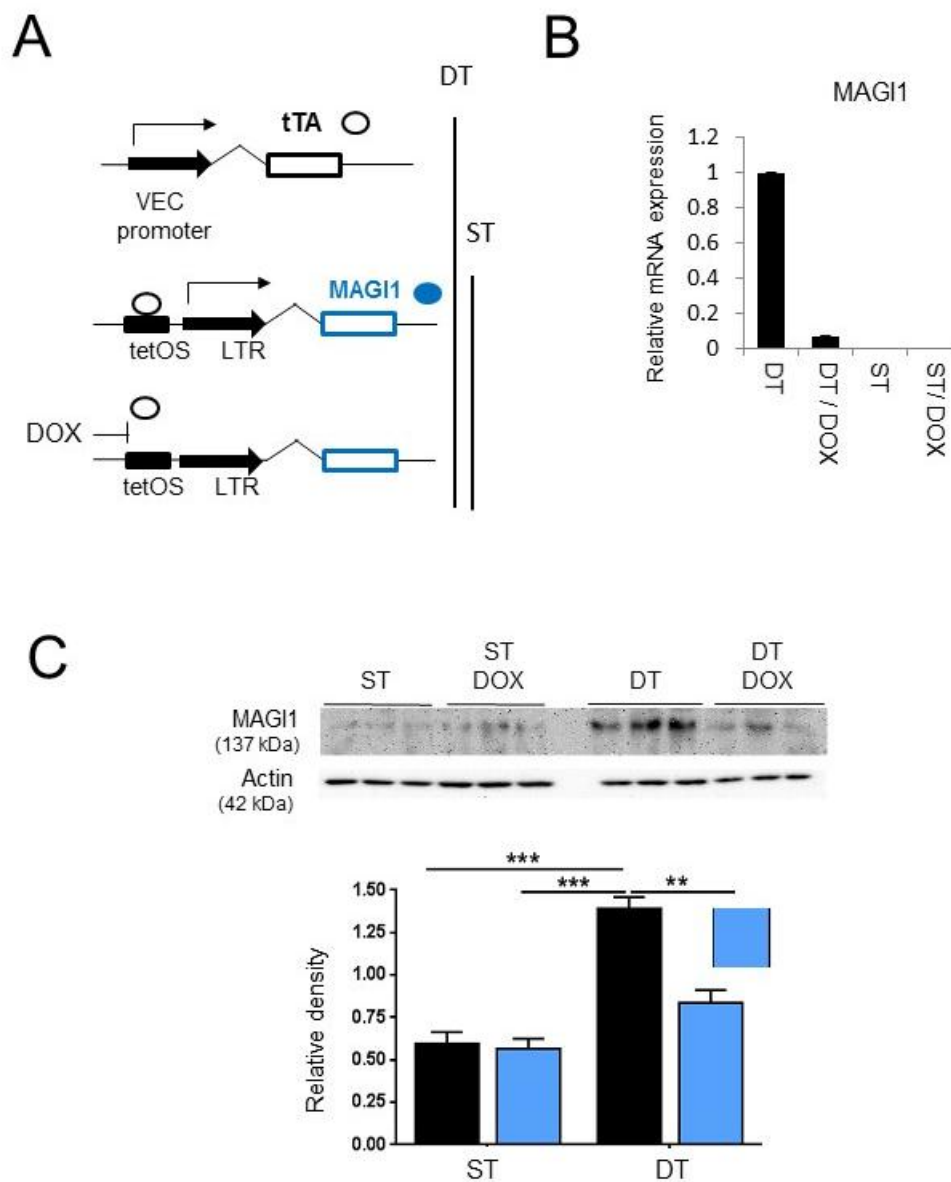 A
DT
tTA
VEC
promoter
ST
MAGI1
tetOS
LTR
DOX
tetOS
LTR
B
MAGI1
Relative mRNA expression
1.2
1
0.8
0.6
0.4
0.2
0
DT
DT / DOX
ST
ST/ DOX
C
ST
ST
DOX
DT
DT
DOX
MAGI1
(137 kDa)
Actin
(42 kDa)
***
***
**
Relative density
1.50
1.25
1.00
0.75
0.50
0.25
0.00
ST
DT